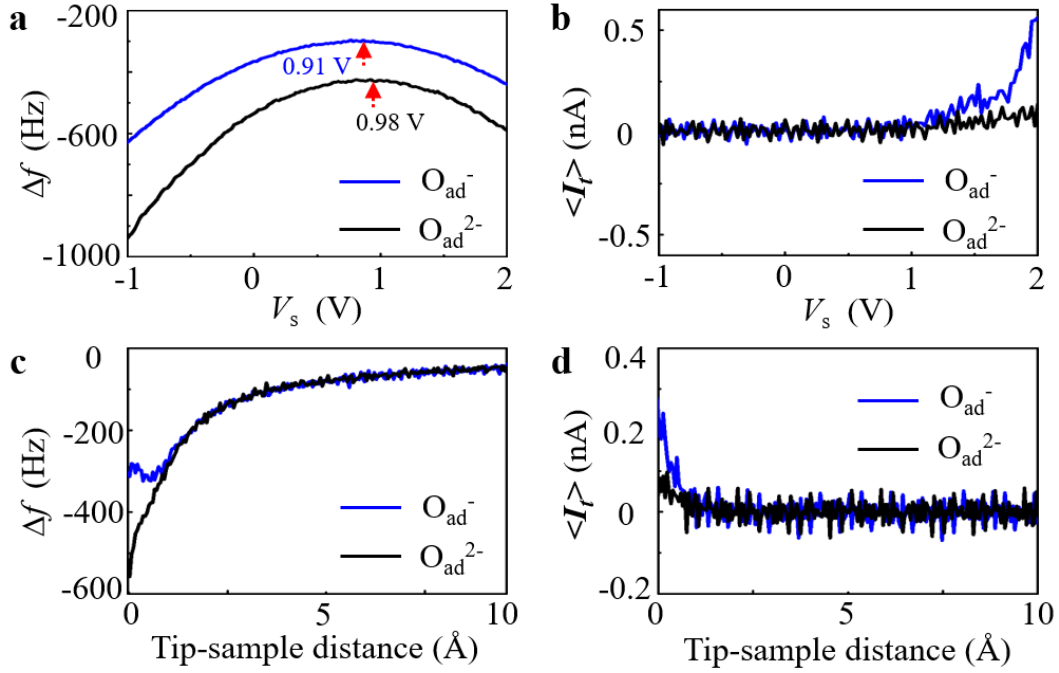 a
-200
-600
-1000
Δf (Hz)
0.91 V
0.98 V
O_ad^-
O_ad^2-
-1 0 1 2
V_s (V)
b
0.5
0
-0.5
<I_t> (nA)
O_ad^-
O_ad^2-
-1 0 1 2
V_s (V)
c
0
-200
-400
-600
Δf (Hz)
O_ad^-
O_ad^2-
0 5 10
Tip-sample distance (Å)
d
0.4
0.2
0
-0.2
<I_t> (nA)
O_ad^-
O_ad^2-
0 5 10
Tip-sample distance (Å)